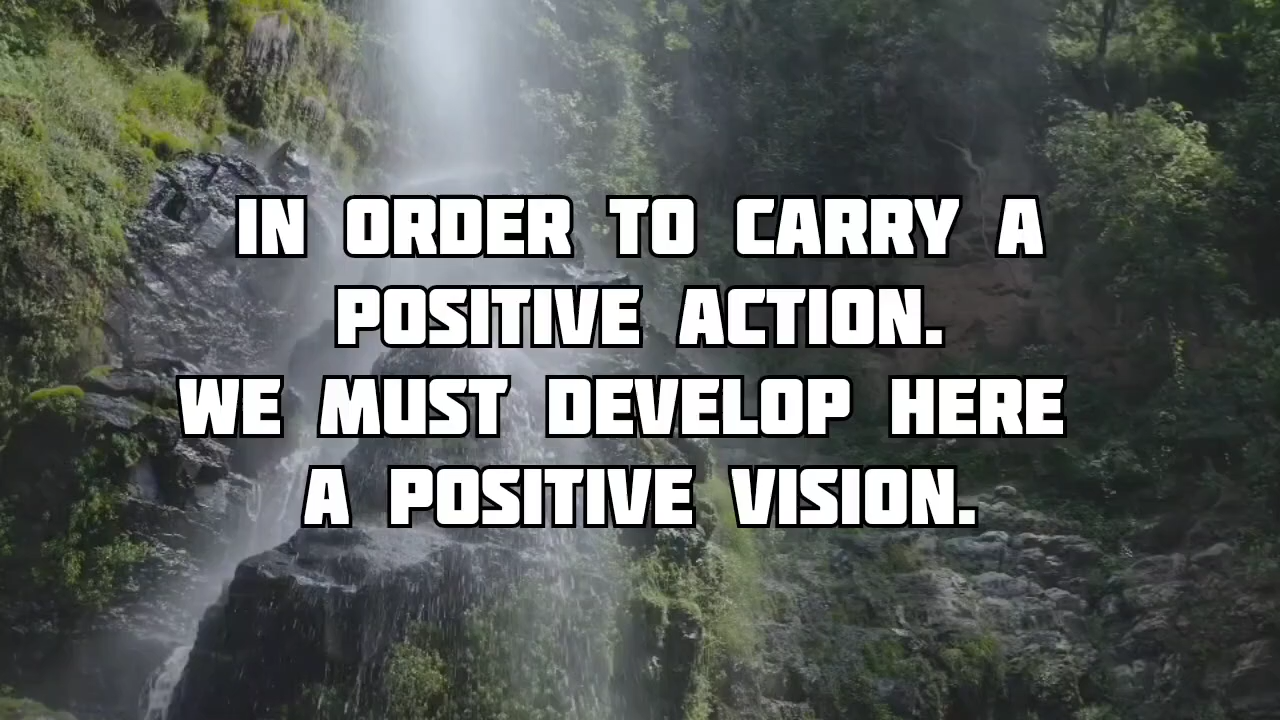 IN ORDER TO CARRY A
POSITIVE ACTION.
WE MUST DEVELOP HERE
A POSITIVE VISION.